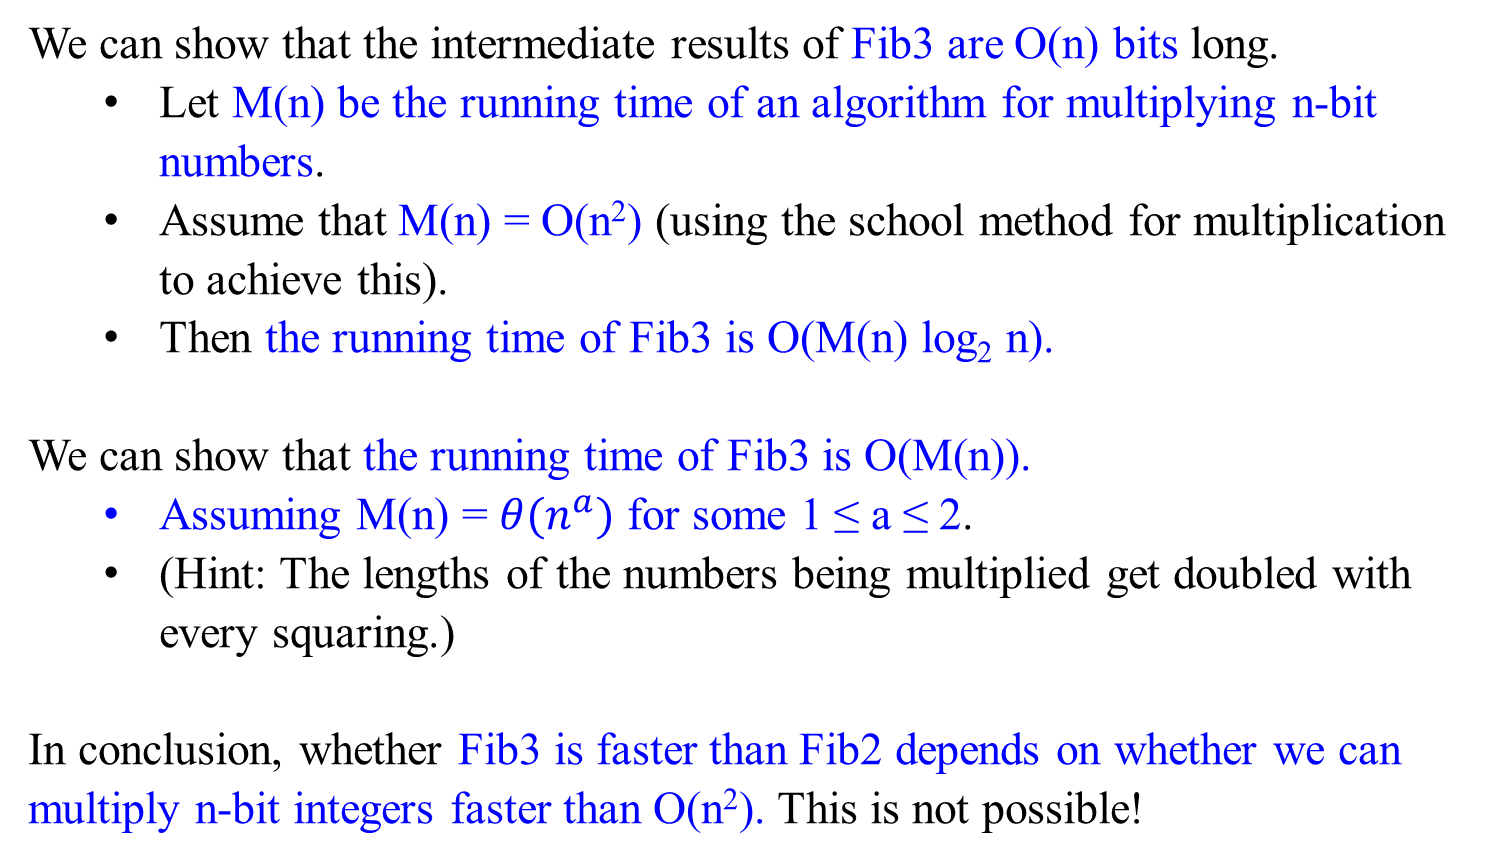 We can show that the intermediate results of Fib3 are O(n) bits long.
• Let M(n) be the running time of an algorithm for multiplying n-bit
numbers.
• Assume that M(n) = O(n²) (using the school method for multiplication
to achieve this).
• Then the running time of Fib3 is O(M(n) log₂ n).
We can show that the running time of Fib3 is O(M(n)).
• Assuming M(n) = θ(nᵃ) for some 1 ≤ a ≤ 2.
• (Hint: The lengths of the numbers being multiplied get doubled with
every squaring.)
In conclusion, whether Fib3 is faster than Fib2 depends on whether we can
multiply n-bit integers faster than O(n²). This is not possible!